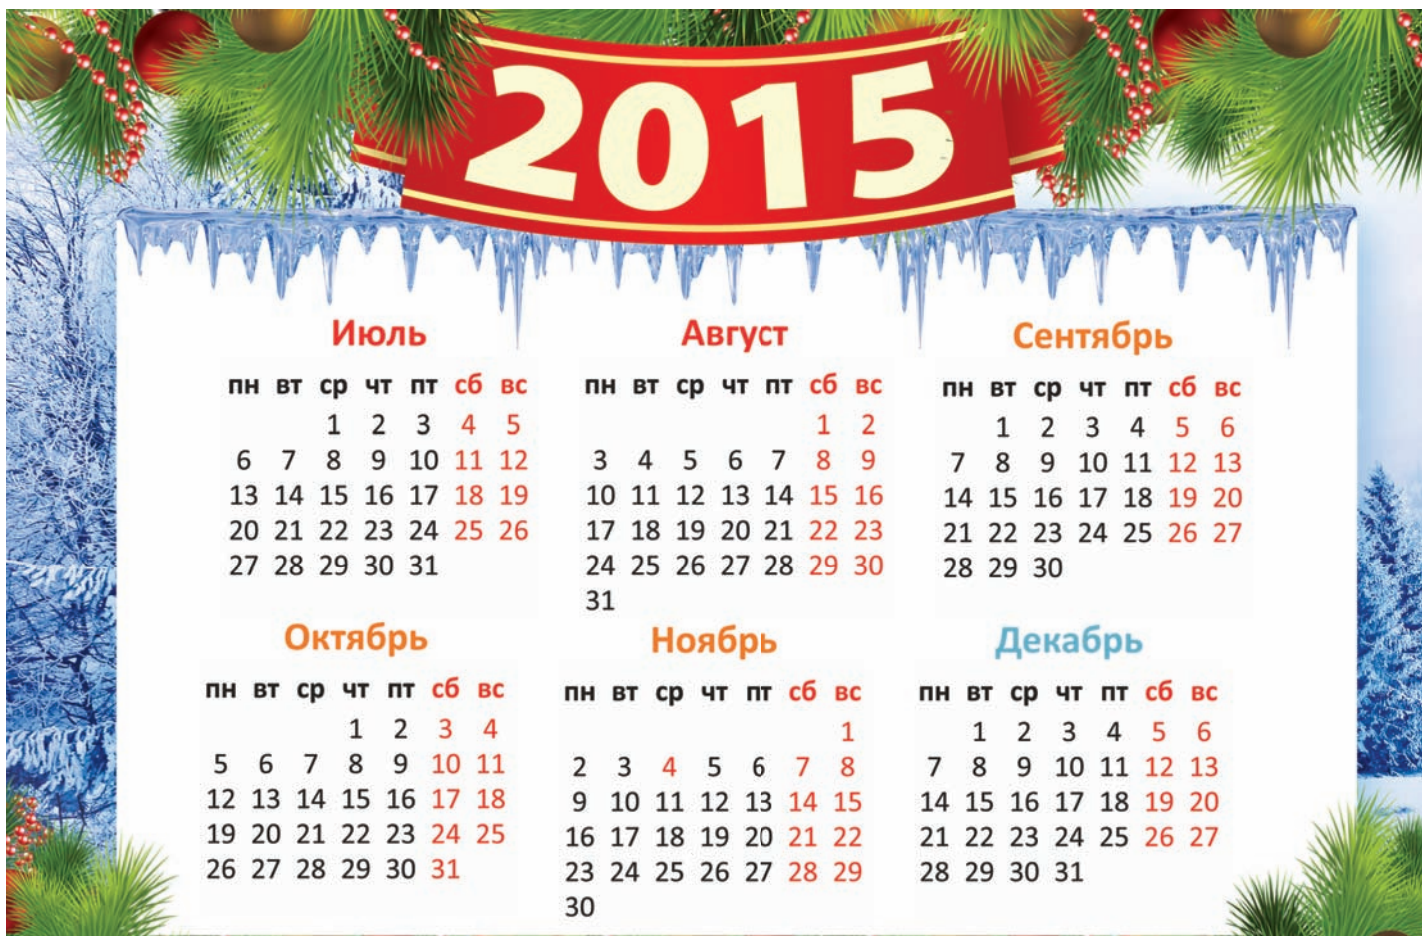 2015
Июль
пн вт ср чт пт сб вс
1 2 3 4 5
6 7 8 9 10 11 12
13 14 15 16 17 18 19
20 21 22 23 24 25 26
27 28 29 30 31
Август
пн вт ср чт пт сб вс
1 2
3 4 5 6 7 8 9
10 11 12 13 14 15 16
17 18 19 20 21 22 23
24 25 26 27 28 29 30
31
Сентябрь
пн вт ср чт пт сб вс
1 2 3 4 5 6
7 8 9 10 11 12 13
14 15 16 17 18 19 20
21 22 23 24 25 26 27
28 29 30
Октябрь
пн вт ср чт пт сб вс
1 2 3 4
5 6 7 8 9 10 11
12 13 14 15 16 17 18
19 20 21 22 23 24 25
26 27 28 29 30 31
Ноябрь
пн вт ср чт пт сб вс
1
2 3 4 5 6 7 8
9 10 11 12 13 14 15
16 17 18 19 20 21 22
23 24 25 26 27 28 29
30
Декабрь
пн вт ср чт пт сб вс
1 2 3 4 5 6
7 8 9 10 11 12 13
14 15 16 17 18 19 20
21 22 23 24 25 26 27
28 29 30 31